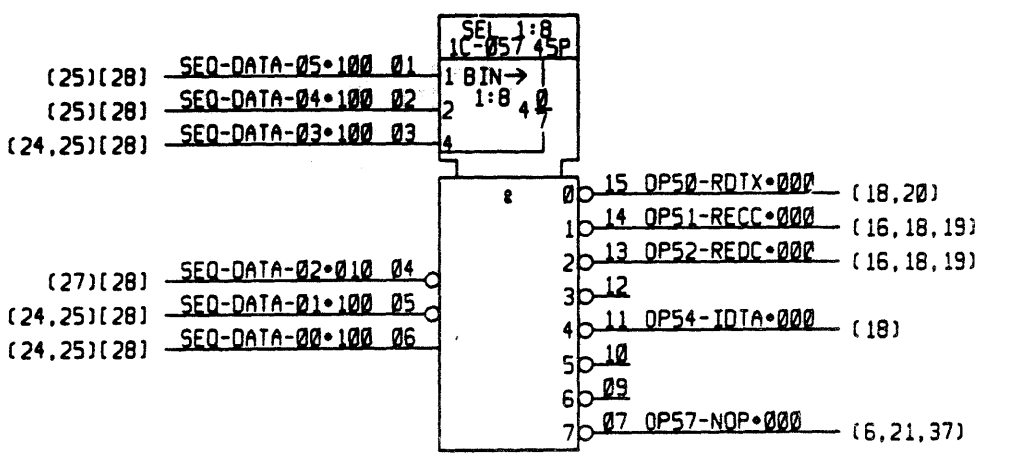 SEL 1:8
1C-057 45P
(25)[28] SEQ-DATA-05•100 01 1 BIN→
(25)[28] SEQ-DATA-04•100 02 2 1:8 4 0/7
(24,25)[28] SEQ-DATA-03•100 03 4
& 0 15 OP50-RDTX•000 (18,20)
1 14 OP51-RECC•000 (16,18,19)
(27)[28] SEQ-DATA-02•010 04 2 13 OP52-REDC•000 (16,18,19)
(24,25)[28] SEQ-DATA-01•100 05 3 12
(24,25)[28] SEQ-DATA-00•100 06 4 11 OP54-IDTA•000 (18)
5 10
6 09
7 07 OP57-NOP•000 (6,21,37)